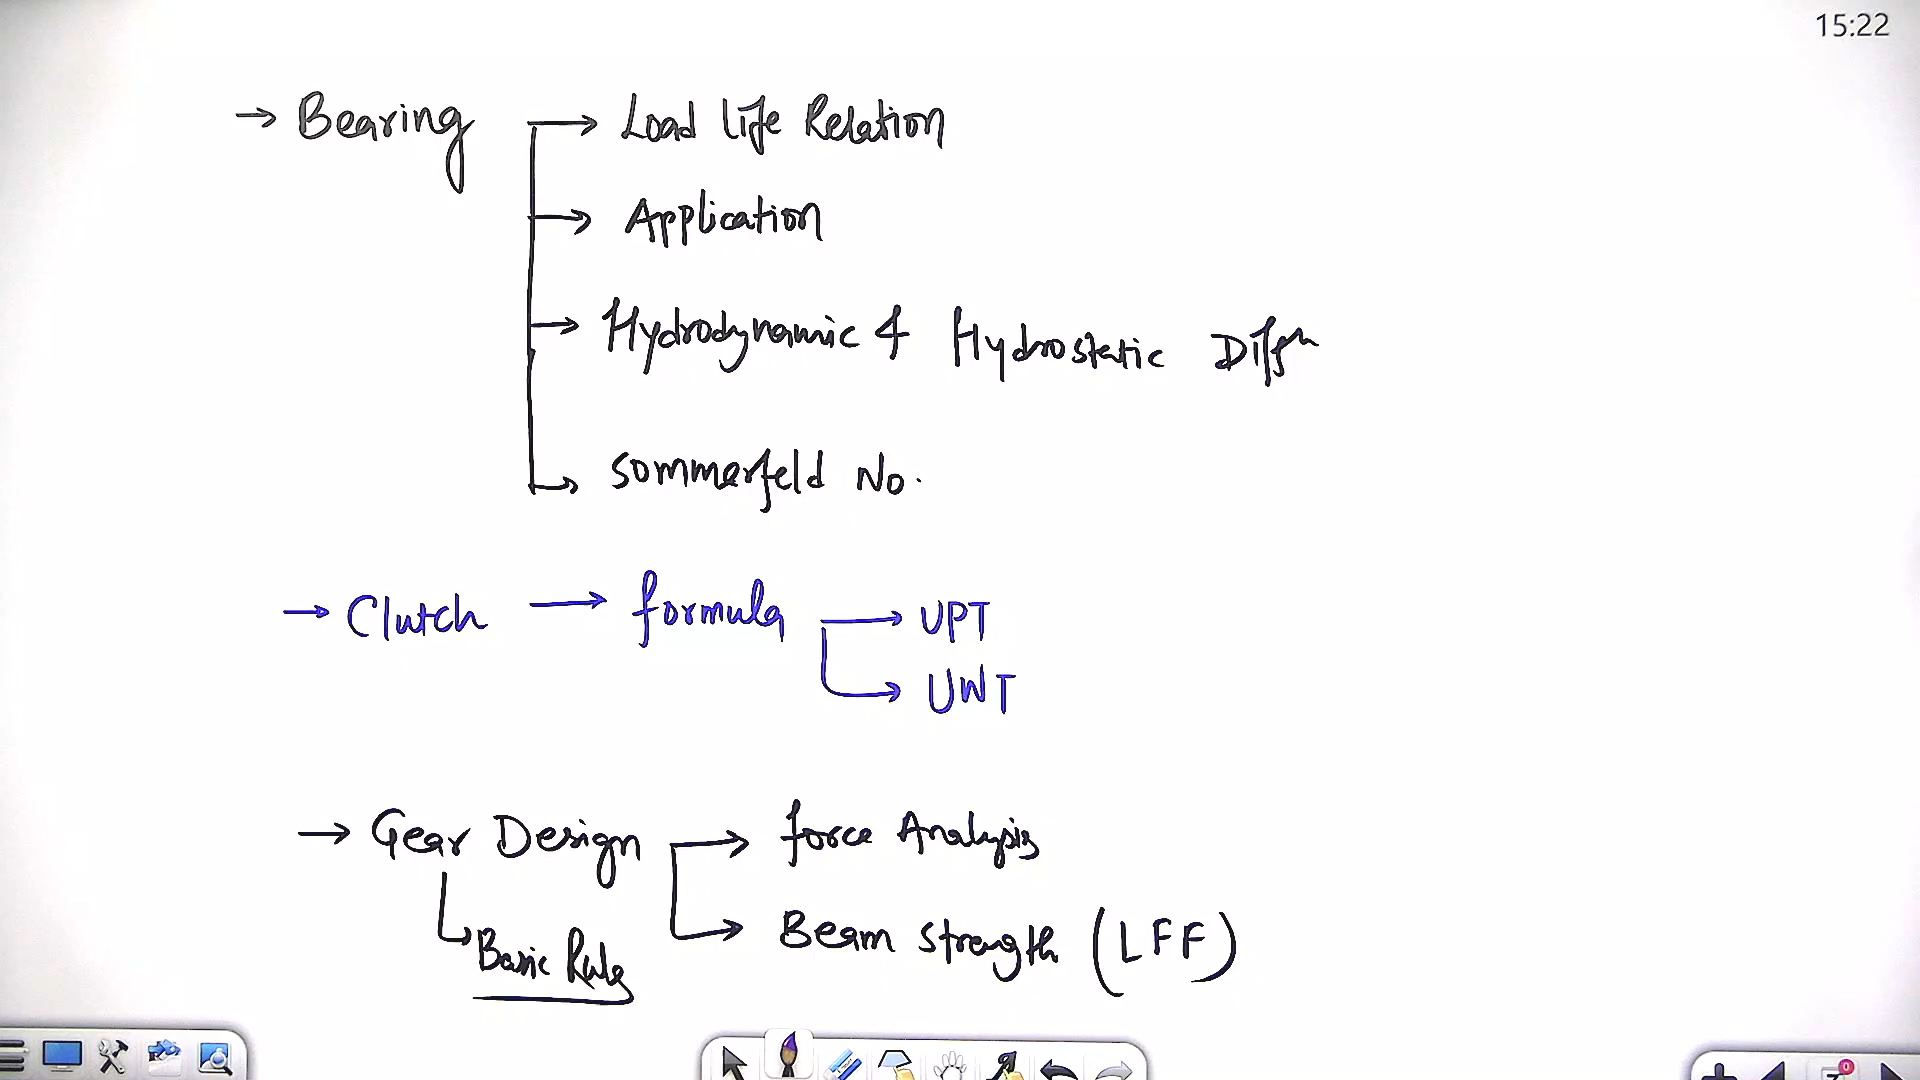 15:22
→ Bearing → Load Life Relation
→ Application
→ Hydrodynamic & Hydrostatic Diffn
→ Sommerfeld No.
→ Clutch → formula → UPT
→ UWT
→ Gear Design → force Analysis
→ Basic Rule
→ Beam Strength (LFF)